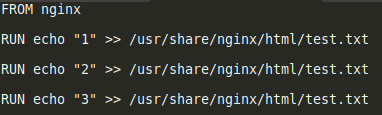 FROM nginx
RUN echo "1" >> /usr/share/nginx/html/test.txt
RUN echo "2" >> /usr/share/nginx/html/test.txt
RUN echo "3" >> /usr/share/nginx/html/test.txt